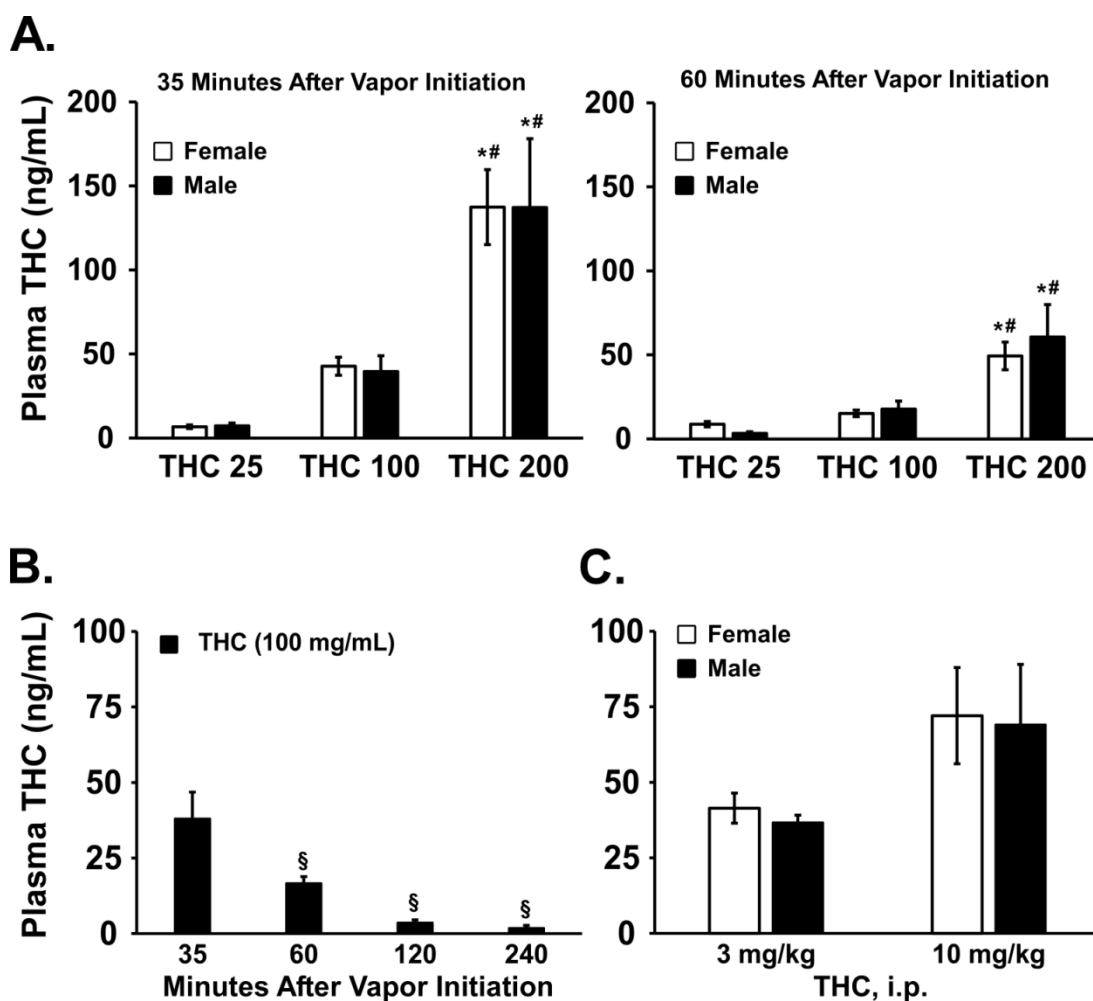 A.
35 Minutes After Vapor Initiation
Plasma THC (ng/mL)
200
150
100
50
0
Female
Male
*#
*#
THC 25 THC 100 THC 200
60 Minutes After Vapor Initiation
200
150
100
50
0
Female
Male
*#
*#
THC 25 THC 100 THC 200
B.
Plasma THC (ng/mL)
100
75
50
25
0
THC (100 mg/mL)
§
§
§
35 60 120 240
Minutes After Vapor Initiation
C.
100
75
50
25
0
Female
Male
3 mg/kg 10 mg/kg
THC, i.p.